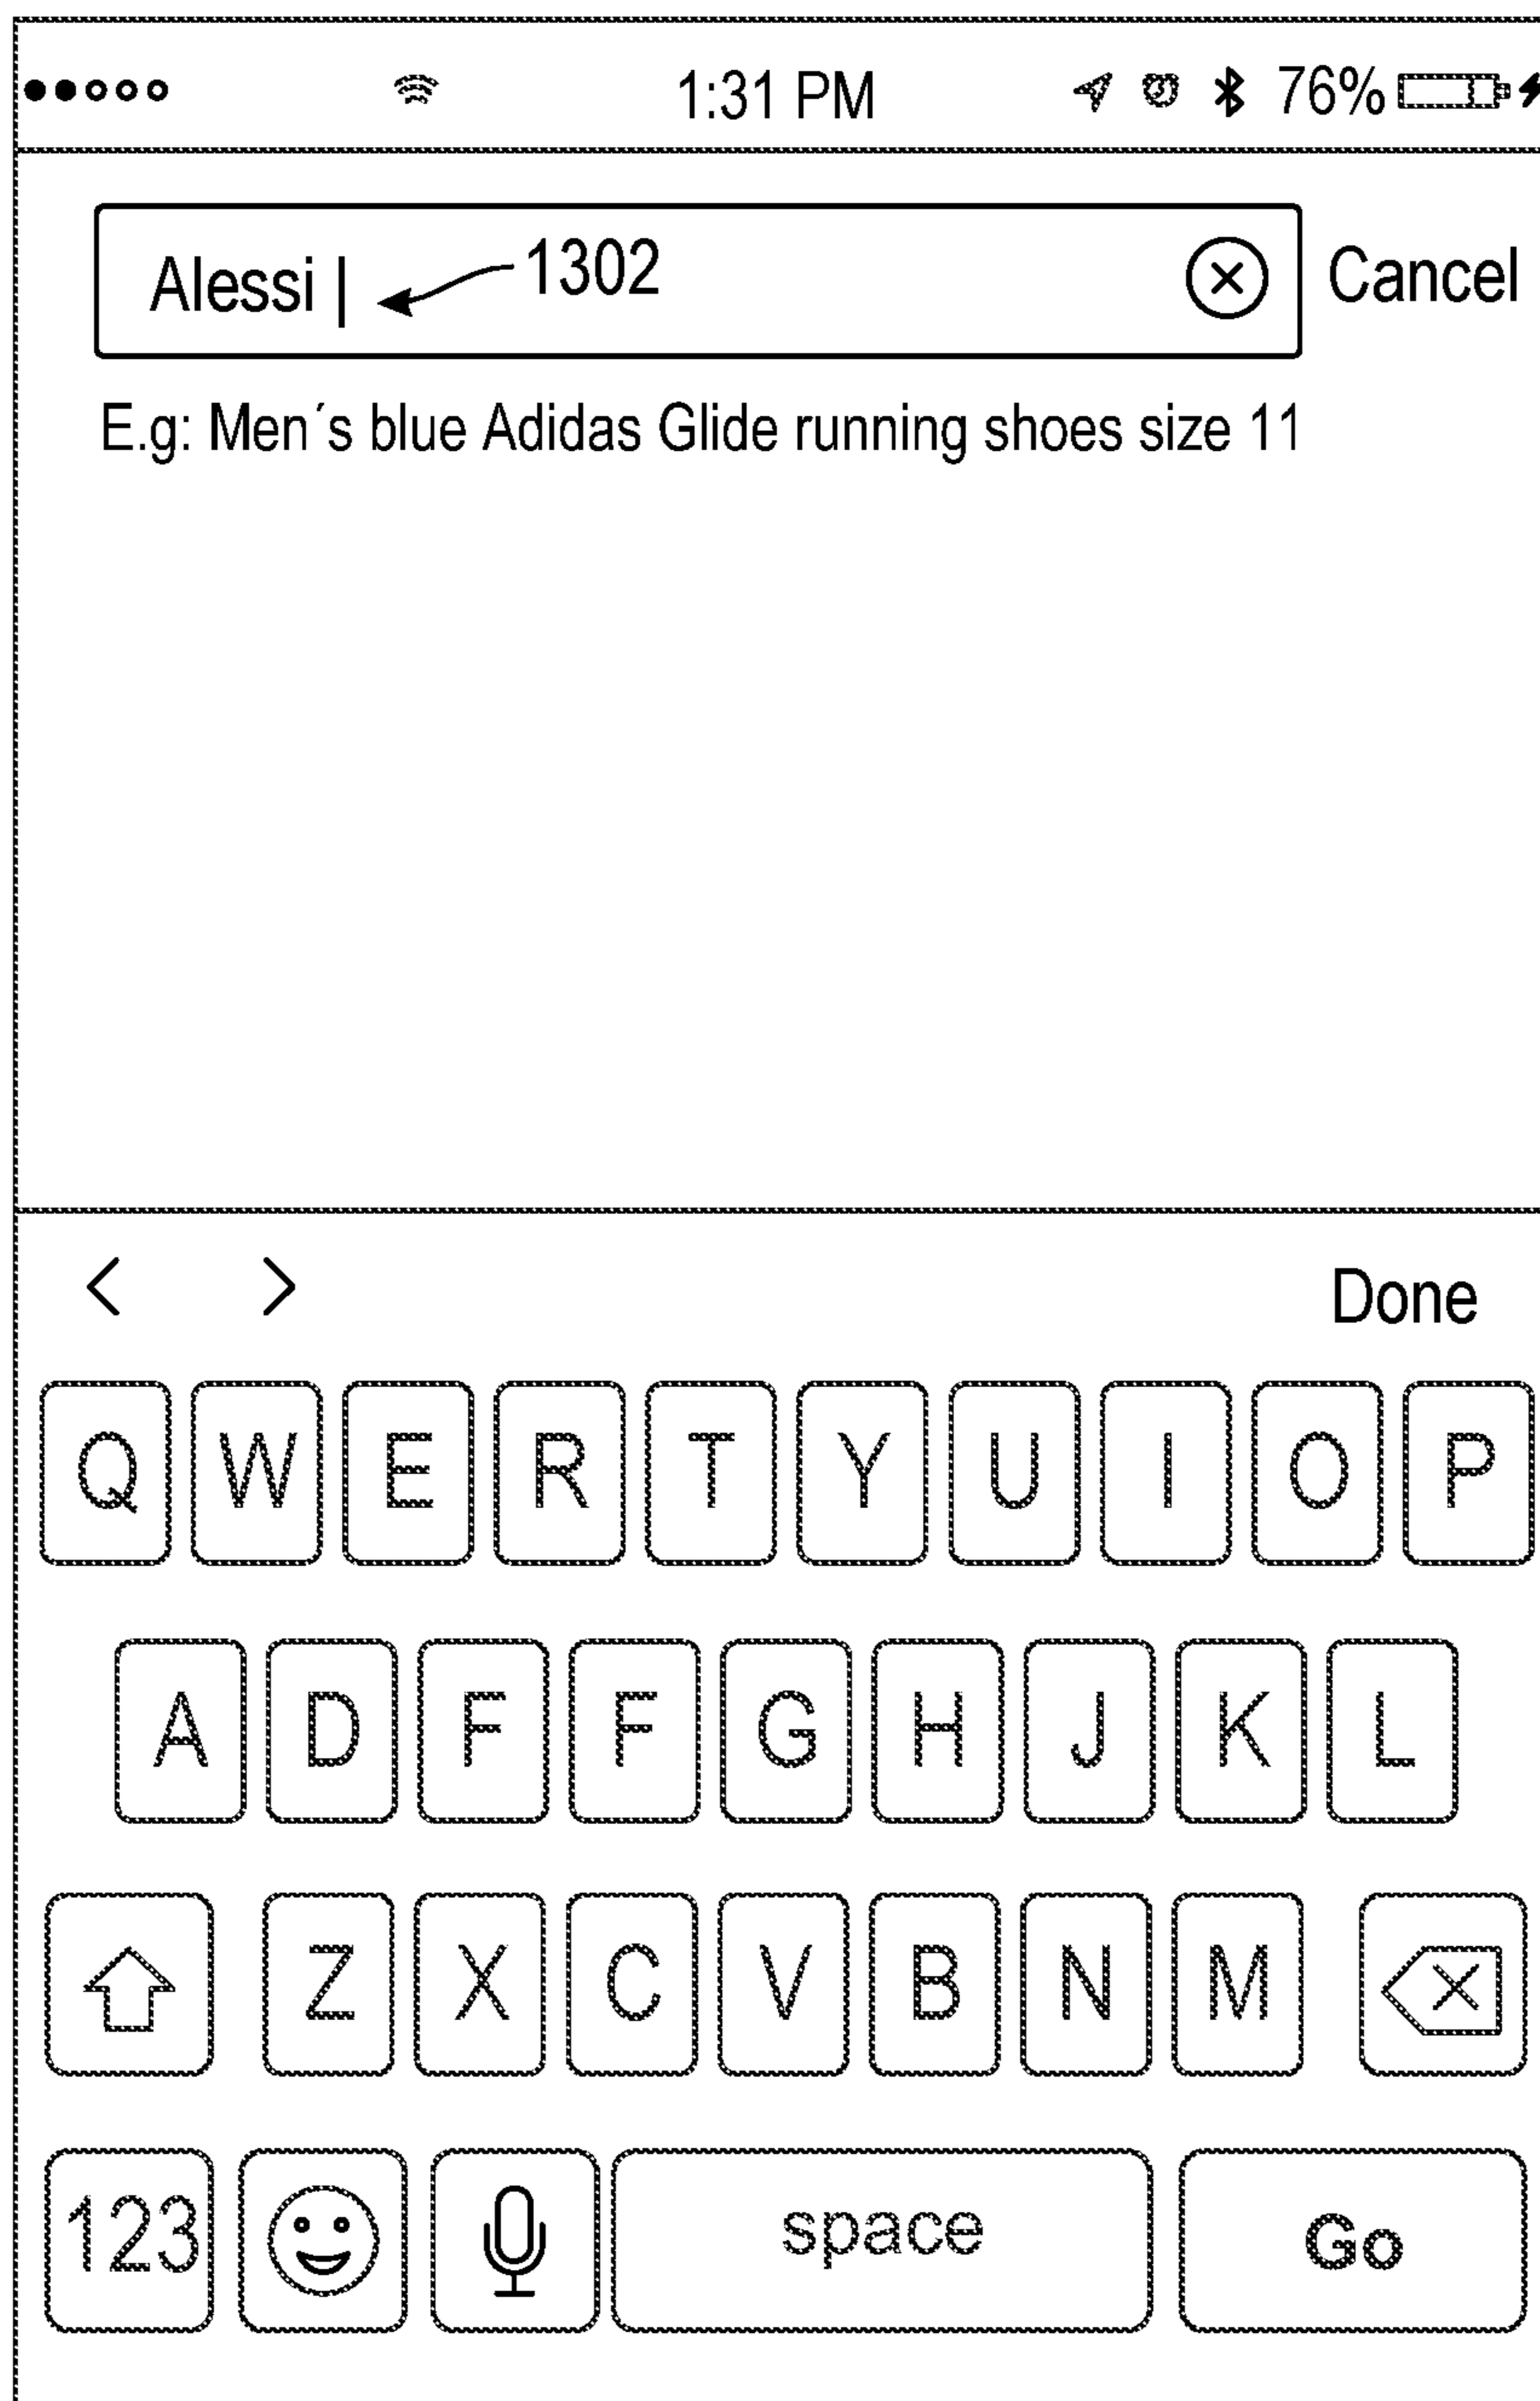 1:31 PM 76%
Alessi 1302 Cancel
E.g: Men´s blue Adidas Glide running shoes size 11
< > Done
Q W E R T Y U I O P
A D F F G H J K L
Z X C V B N M
123 space Go